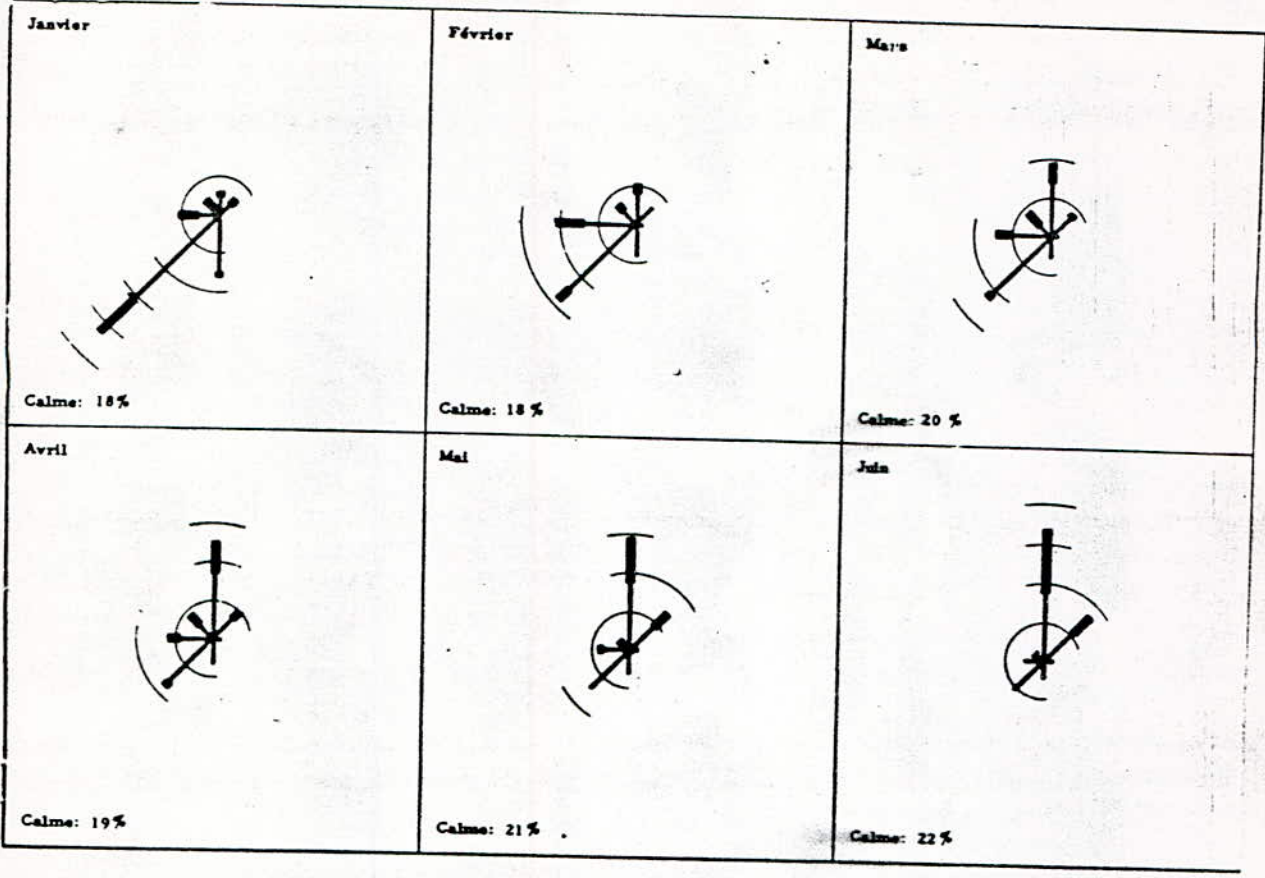 Janvier
Février
Mars
Calme: 18%
Calme: 18 %
Calme: 20 %
Avril
Mai
Juin
Calme: 19%
Calme: 21%
Calme: 22 %